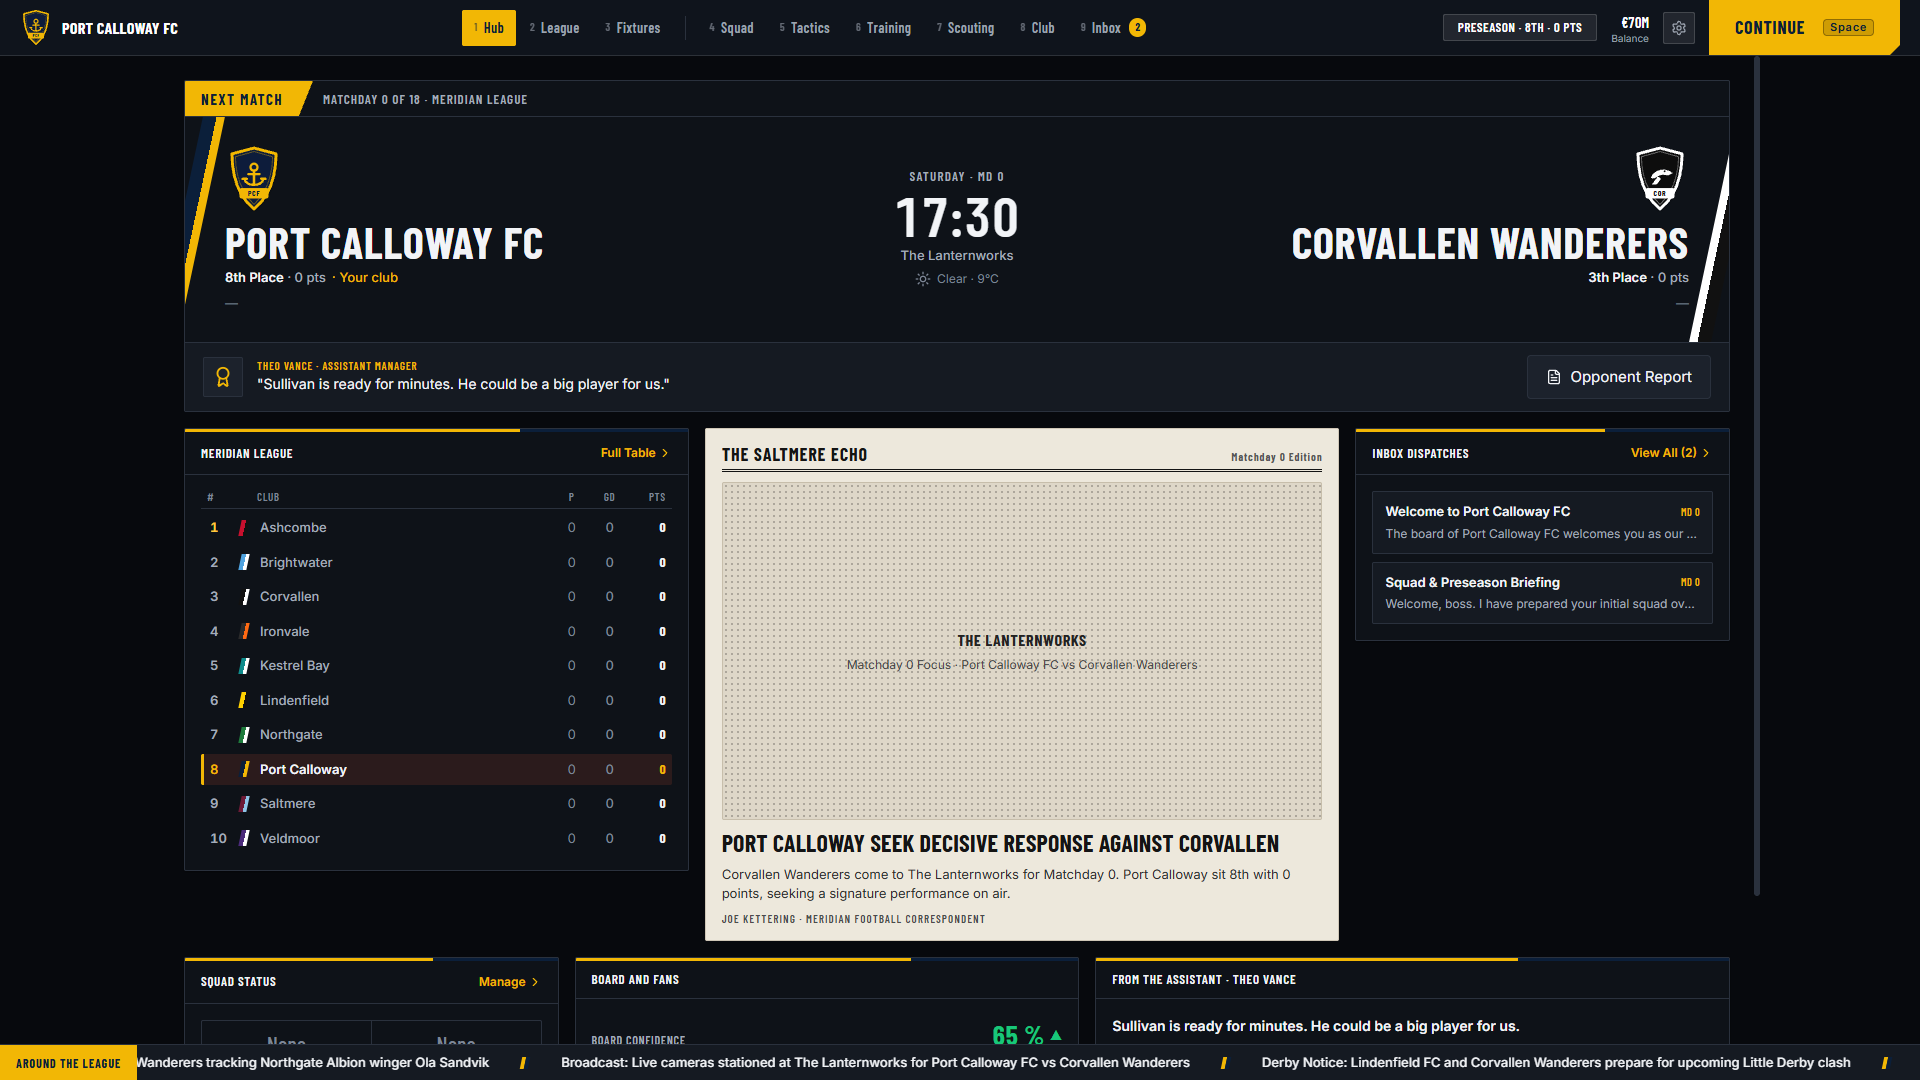 PORT CALLOWAY FC
1 Hub
2 League
3 Fixtures
4 Squad
5 Tactics
6 Training
7 Scouting
8 Club
9 Inbox 2
PRESEASON · 8TH · 0 PTS
€70M
Balance
CONTINUE Space
NEXT MATCH
MATCHDAY 0 OF 18 · MERIDIAN LEAGUE
PCF
PORT CALLOWAY FC
8th Place · 0 pts · Your club
—
SATURDAY · MD 0
17:30
The Lanternworks
Clear · 9°C
COR
CORVALLEN WANDERERS
3th Place · 0 pts
—
THEO VANCE · ASSISTANT MANAGER
"Sullivan is ready for minutes. He could be a big player for us."
Opponent Report
MERIDIAN LEAGUE
Full Table
# CLUB P GD PTS
1 Ashcombe 0 0 0
2 Brightwater 0 0 0
3 Corvallen 0 0 0
4 Ironvale 0 0 0
5 Kestrel Bay 0 0 0
6 Lindenfield 0 0 0
7 Northgate 0 0 0
8 Port Calloway 0 0 0
9 Saltmere 0 0 0
10 Veldmoor 0 0 0
THE SALTMERE ECHO
Matchday 0 Edition
THE LANTERNWORKS
Matchday 0 Focus · Port Calloway FC vs Corvallen Wanderers
PORT CALLOWAY SEEK DECISIVE RESPONSE AGAINST CORVALLEN
Corvallen Wanderers come to The Lanternworks for Matchday 0. Port Calloway sit 8th with 0
points, seeking a signature performance on air.
JOE KETTERING · MERIDIAN FOOTBALL CORRESPONDENT
INBOX DISPATCHES
View All (2)
Welcome to Port Calloway FC MD 0
The board of Port Calloway FC welcomes you as our ...
Squad & Preseason Briefing MD 0
Welcome, boss. I have prepared your initial squad ov...
SQUAD STATUS
Manage
None None
BOARD AND FANS
BOARD CONFIDENCE
65 %
FROM THE ASSISTANT · THEO VANCE
Sullivan is ready for minutes. He could be a big player for us.
AROUND THE LEAGUE
Wanderers tracking Northgate Albion winger Ola Sandvik
Broadcast: Live cameras stationed at The Lanternworks for Port Calloway FC vs Corvallen Wanderers
Derby Notice: Lindenfield FC and Corvallen Wanderers prepare for upcoming Little Derby clash